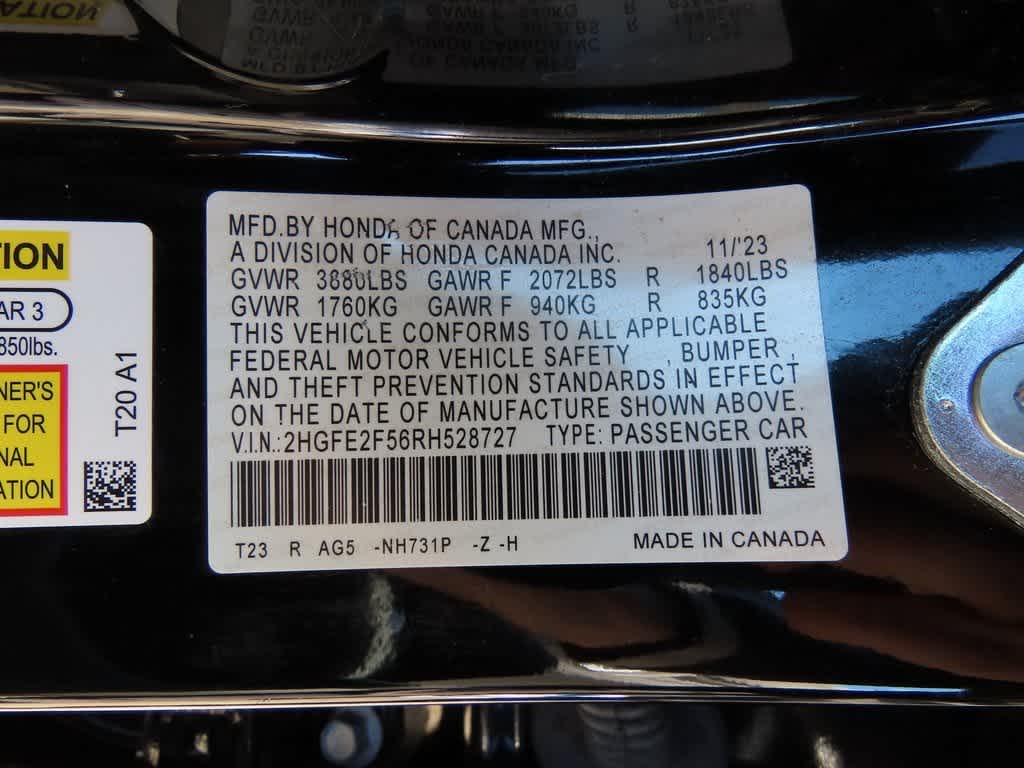 TION
AR 3
850lbs.
NER'S
FOR
NAL
ATION
T20 A1
MFD.BY HONDA OF CANADA MFG.,
A DIVISION OF HONDA CANADA INC. 11/'23
GVWR 3880LBS GAWR F 2072LBS R 1840LBS
GVWR 1760KG GAWR F 940KG R 835KG
THIS VEHICLE CONFORMS TO ALL APPLICABLE
FEDERAL MOTOR VEHICLE SAFETY , BUMPER ,
AND THEFT PREVENTION STANDARDS IN EFFECT
ON THE DATE OF MANUFACTURE SHOWN ABOVE.
V.I.N.:2HGFE2F56RH528727 TYPE: PASSENGER CAR
T23 R AG5 -NH731P -Z -H MADE IN CANADA